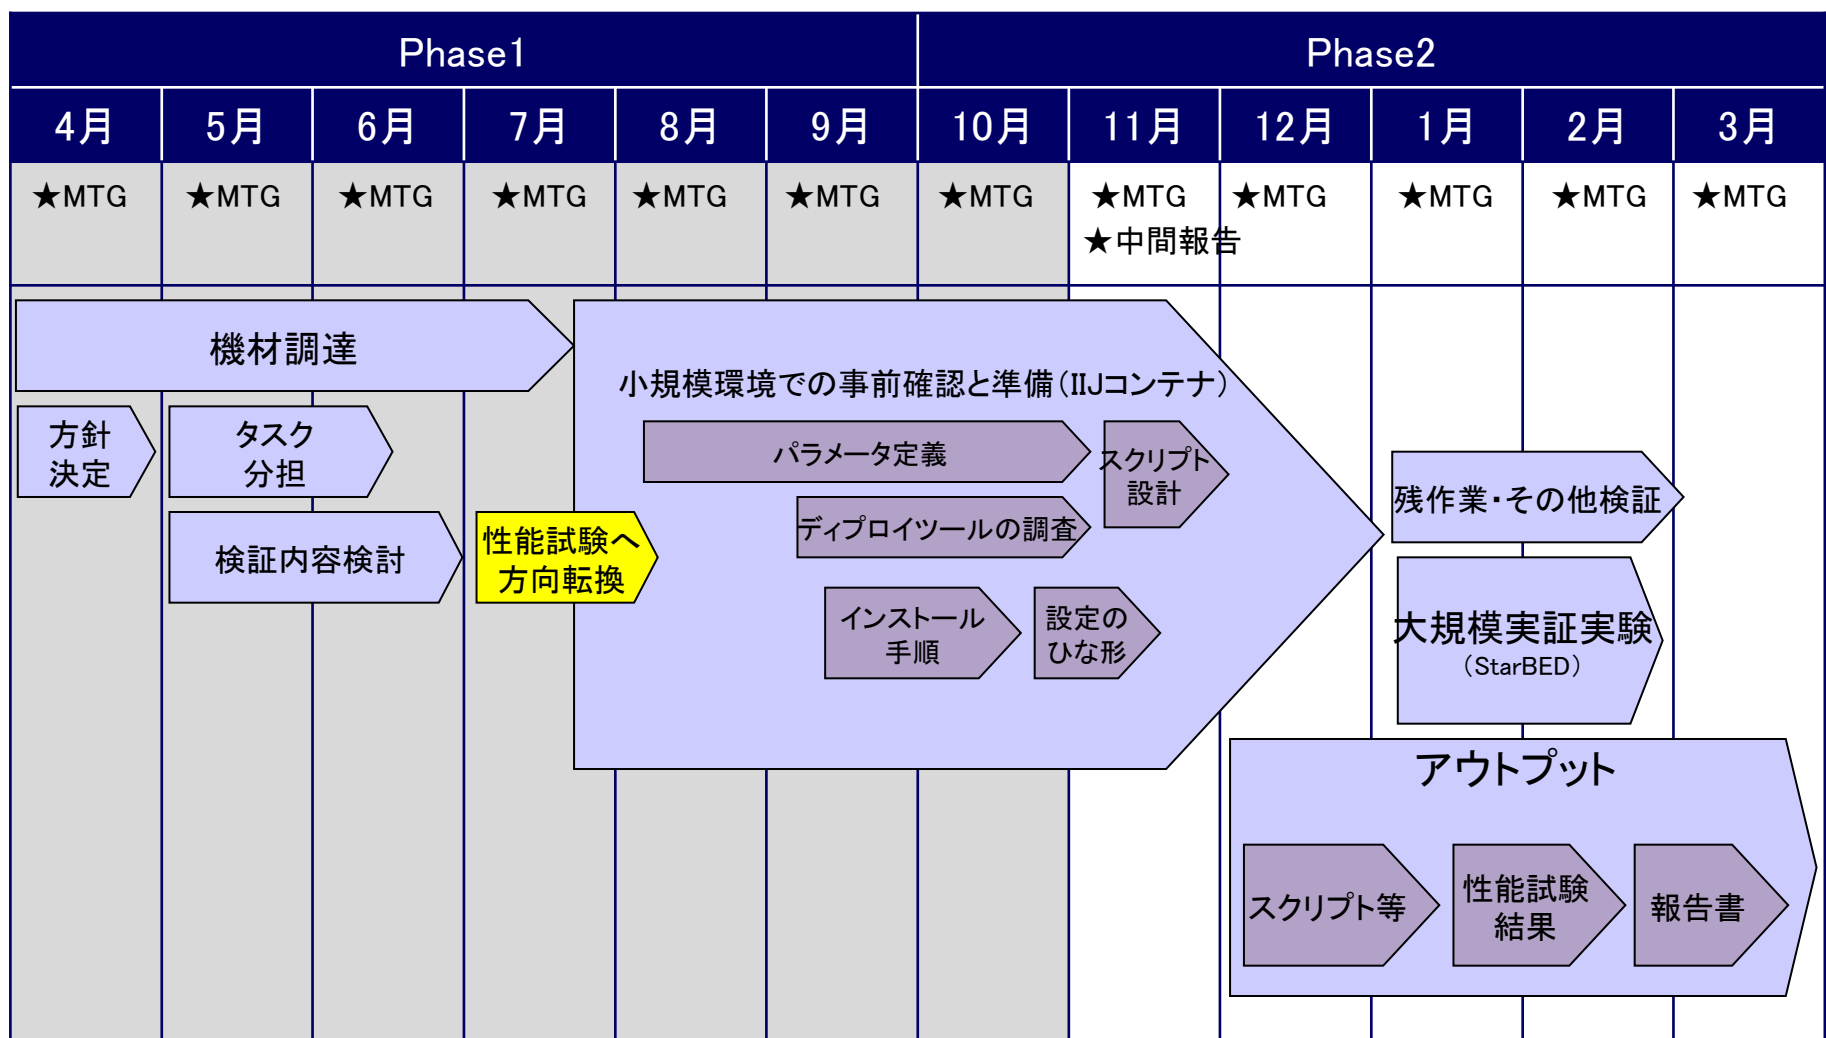 Phase1
Phase2
4月
5月
6月
7月
8月
9月
10月
11月
12月
1月
2月
3月
★MTG
★MTG
★MTG
★MTG
★MTG
★MTG
★MTG
★MTG
★MTG
★MTG
★MTG
★MTG
★中間報告
機材調達
小規模環境での事前確認と準備（IIJコンテナ）
方針
決定
タスク
分担
パラメータ定義
スクリプト
設計
残作業・その他検証
検証内容検討
性能試験へ
方向転換
ディプロイツールの調査
インストール
手順
設定の
ひな形
大規模実証実験
（StarBED）
アウトプット
スクリプト等
性能試験
結果
報告書